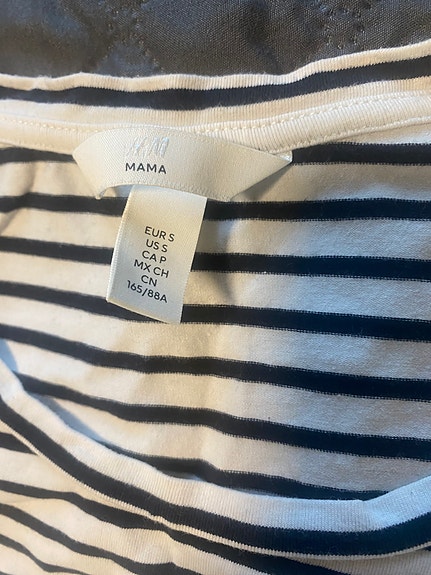 H&M
MAMA
EUR S
US S
CA P
MX CH
CN
165/88A